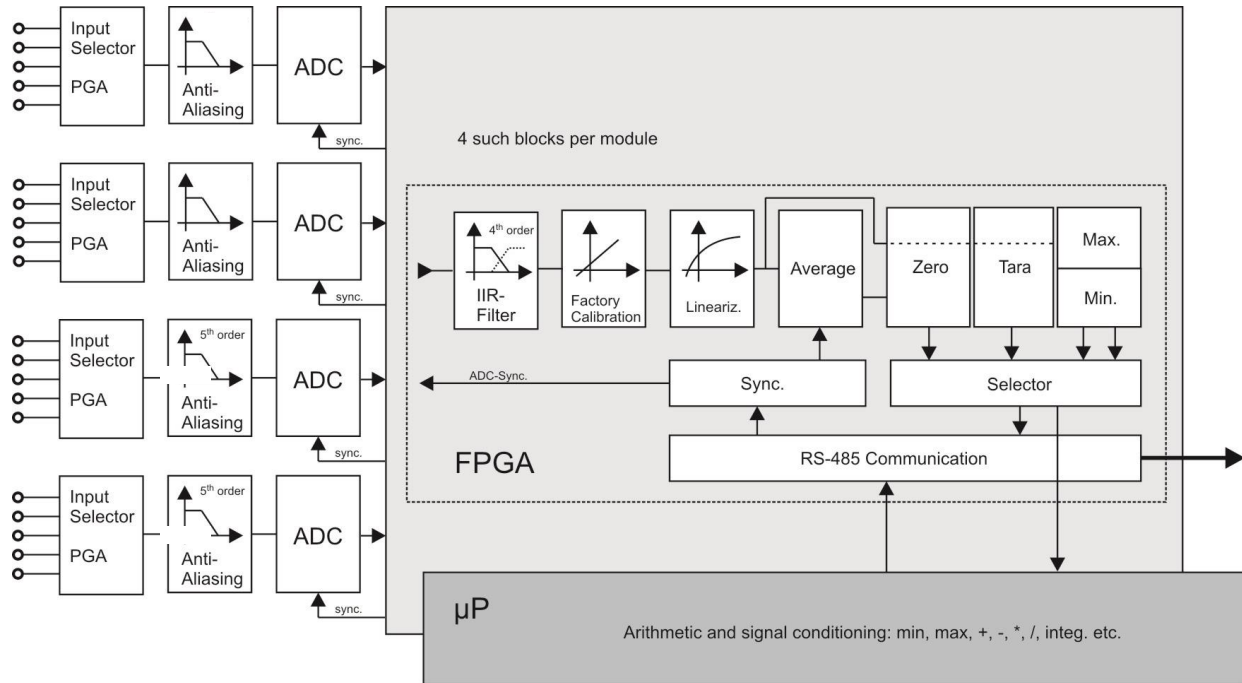 Input
Selector
PGA
Anti-
Aliasing
ADC
sync.
Input
Selector
PGA
Anti-
Aliasing
ADC
sync.
Input
Selector
PGA
5th order
Anti-
Aliasing
ADC
sync.
Input
Selector
PGA
5th order
Anti-
Aliasing
ADC
sync.
4 such blocks per module
4th order
IIR-
Filter
Factory
Calibration
Lineariz.
Average
Zero
Tara
Max.
Min.
ADC-Sync.
Sync.
Selector
FPGA
RS-485 Communication
µP
Arithmetic and signal conditioning: min, max, +, -, *, /, integ. etc.